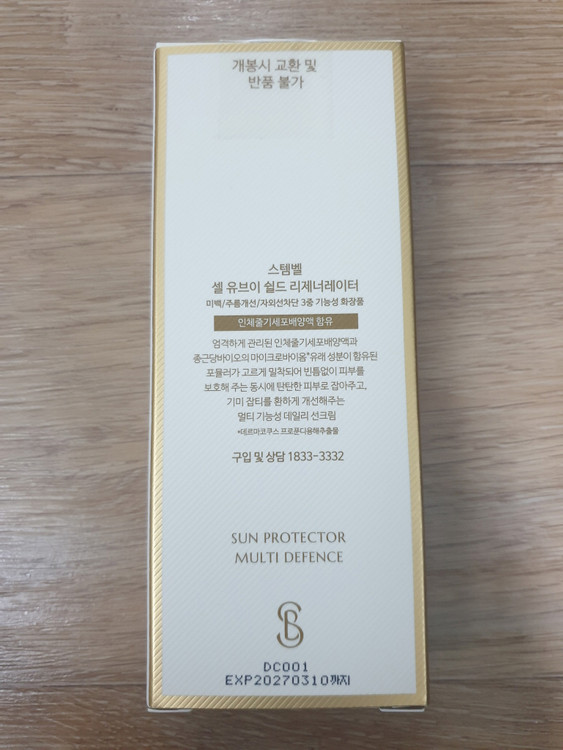 개봉시 교환 및
반품 불가
스템벨
셀 유브이 쉴드 리제너레이터
미백/주름개선/자외선차단 3중 기능성 화장품
인체줄기세포배양액 함유
엄격하게 관리된 인체줄기세포배양액과
종근당바이오의 마이크로바이옴*유래 성분이 함유된
포뮬러가 고르게 밀착되어 빈틈없이 피부를
보호해 주는 동시에 탄탄한 피부로 잡아주고,
기미 잡티를 환하게 개선해주는
멀티 기능성 데일리 선크림
*데르마코쿠스 프로푼디용해추출물
구입 및 상담 1833-3332
SUN PROTECTOR
MULTI DEFENCE
SB
DC001
EXP20270310까지